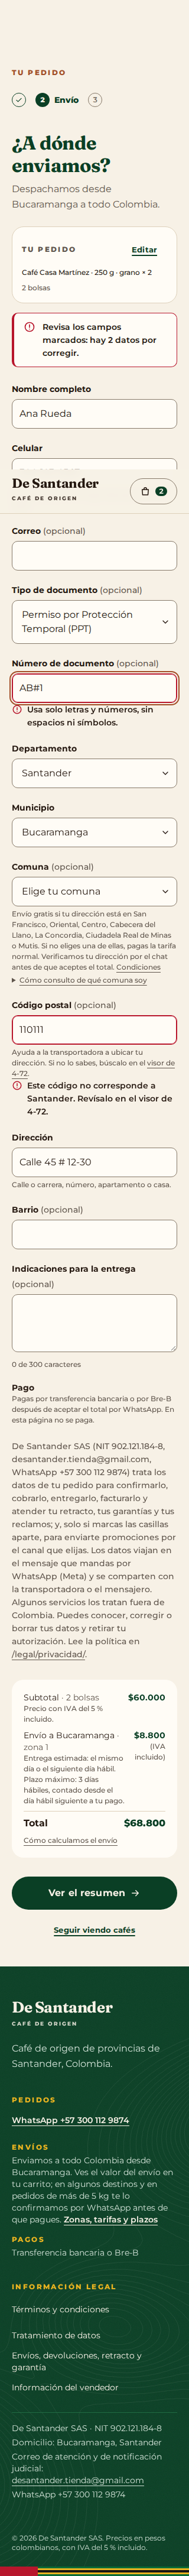 TU PEDIDO
2 Envío 3
¿A dónde
enviamos?
Despachamos desde
Bucaramanga a todo Colombia.
TU PEDIDO Editar
Café Casa Martínez · 250 g · grano × 2
2 bolsas
Revisa los campos
marcados: hay 2 datos por
corregir.
Nombre completo
Ana Rueda
Celular
De Santander
CAFÉ DE ORIGEN
2
Correo (opcional)
Tipo de documento (opcional)
Permiso por Protección
Temporal (PPT)
Número de documento (opcional)
AB#1
Usa solo letras y números, sin
espacios ni símbolos.
Departamento
Santander
Municipio
Bucaramanga
Comuna (opcional)
Elige tu comuna
Envío gratis si tu dirección está en San
Francisco, Oriental, Centro, Cabecera del
Llano, La Concordia, Ciudadela Real de Minas
o Mutis. Si no eliges una de ellas, pagas la tarifa
normal. Verificamos tu dirección por el chat
antes de que aceptes el total. Condiciones
Cómo consulto de qué comuna soy
Código postal (opcional)
110111
Ayuda a la transportadora a ubicar tu
dirección. Si no lo sabes, búscalo en el visor de
4-72.
Este código no corresponde a
Santander. Revísalo en el visor de
4-72.
Dirección
Calle 45 # 12-30
Calle o carrera, número, apartamento o casa.
Barrio (opcional)
Indicaciones para la entrega
(opcional)
0 de 300 caracteres
Pago
Pagas por transferencia bancaria o por Bre-B
después de aceptar el total por WhatsApp. En
esta página no se paga.
De Santander SAS (NIT 902.121.184-8,
desantander.tienda@gmail.com,
WhatsApp +57 300 112 9874) trata los
datos de tu pedido para confirmarlo,
cobrarlo, entregarlo, facturarlo y
atender tu retracto, tus garantías y tus
reclamos; y, solo si marcas las casillas
aparte, para enviarte promociones por
el canal que elijas. Los datos viajan en
el mensaje que mandas por
WhatsApp (Meta) y se comparten con
la transportadora o el mensajero.
Algunos servicios los tratan fuera de
Colombia. Puedes conocer, corregir o
borrar tus datos y retirar tu
autorización. Lee la política en
/legal/privacidad/.
Subtotal · 2 bolsas $60.000
Precio con IVA del 5 %
incluido.
Envío a Bucaramanga · $8.800
zona 1 (IVA
incluido)
Entrega estimada: el mismo
día o el siguiente día hábil.
Plazo máximo: 3 días
hábiles, contado desde el
día hábil siguiente a tu pago.
Total $68.800
Cómo calculamos el envío
Ver el resumen →
Seguir viendo cafés
De Santander
CAFÉ DE ORIGEN
Café de origen de provincias de
Santander, Colombia.
PEDIDOS
WhatsApp +57 300 112 9874
ENVÍOS
Enviamos a todo Colombia desde
Bucaramanga. Ves el valor del envío en
tu carrito; en algunos destinos y en
pedidos de más de 5 kg te lo
confirmamos por WhatsApp antes de
que pagues. Zonas, tarifas y plazos
PAGOS
Transferencia bancaria o Bre-B
INFORMACIÓN LEGAL
Términos y condiciones
Tratamiento de datos
Envíos, devoluciones, retracto y
garantía
Información del vendedor
De Santander SAS · NIT 902.121.184-8
Domicilio: Bucaramanga, Santander
Correo de atención y de notificación
judicial:
desantander.tienda@gmail.com
WhatsApp +57 300 112 9874
© 2026 De Santander SAS. Precios en pesos
colombianos, con IVA del 5 % incluido.